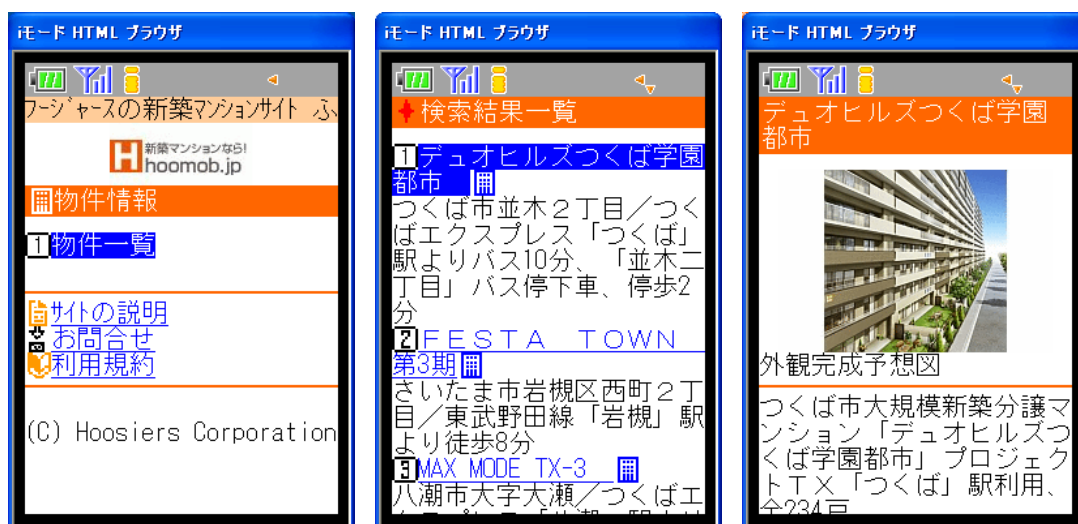 iモード HTML ブラウザ
フージャースの新築マンションサイト ふ
新築マンションなら!
hoomob.jp
物件情報
1物件一覧
サイトの説明
お問合せ
利用規約
(C) Hoosiers Corporation
iモード HTML ブラウザ
検索結果一覧
1デュオヒルズつくば学園
都市
つくば市並木2丁目/つく
ばエクスプレス「つくば」
駅よりバス10分、「並木二
丁目」バス停下車、停歩2
分
2FESTA TOWN
第3期
さいたま市岩槻区西町2丁
目/東武野田線「岩槻」駅
より徒歩8分
3MAX MODE TX-3
八潮市大字大瀬/つくばエ
iモード HTML ブラウザ
デュオヒルズつくば学園
都市
外観完成予想図
つくば市大規模新築分譲マ
ンション「デュオヒルズつ
くば学園都市」プロジェク
トTX「つくば」駅利用、
全234戸